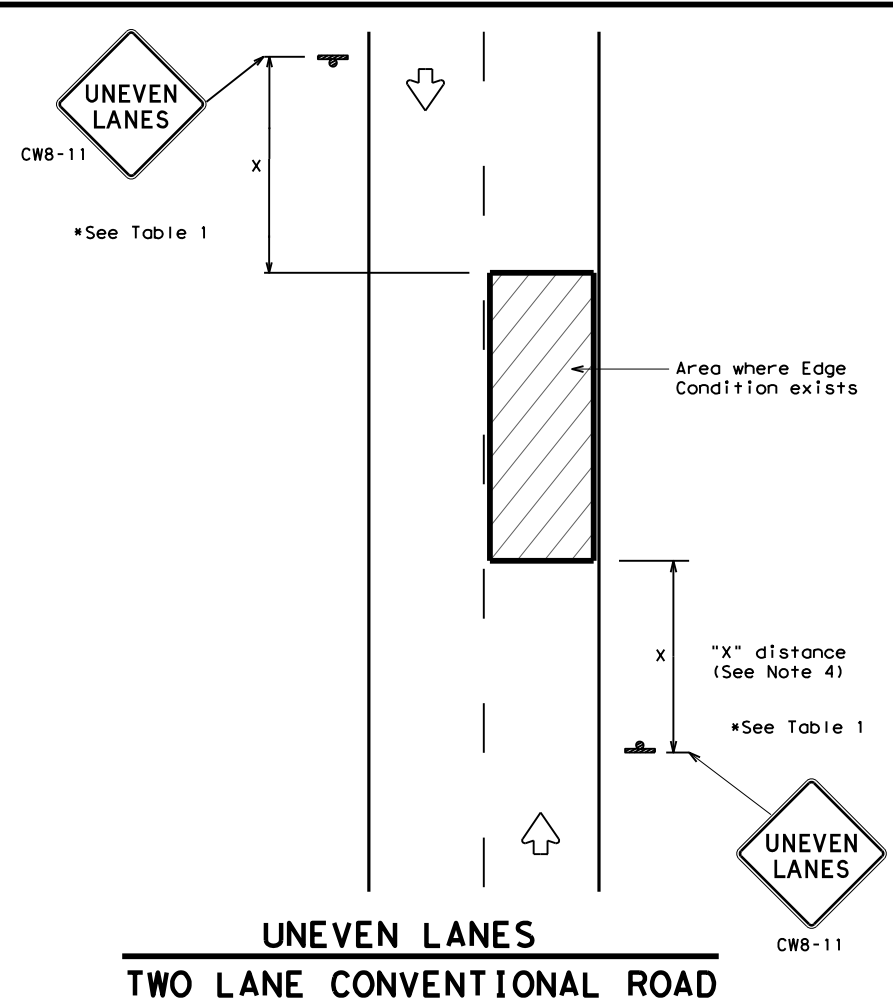 UNEVEN
LANES
CW8-11
X
*See Table 1
Area where Edge
Condition exists
X
"X" distance
(See Note 4)
*See Table 1
UNEVEN
LANES
CW8-11
UNEVEN LANES
TWO LANE CONVENTIONAL ROAD